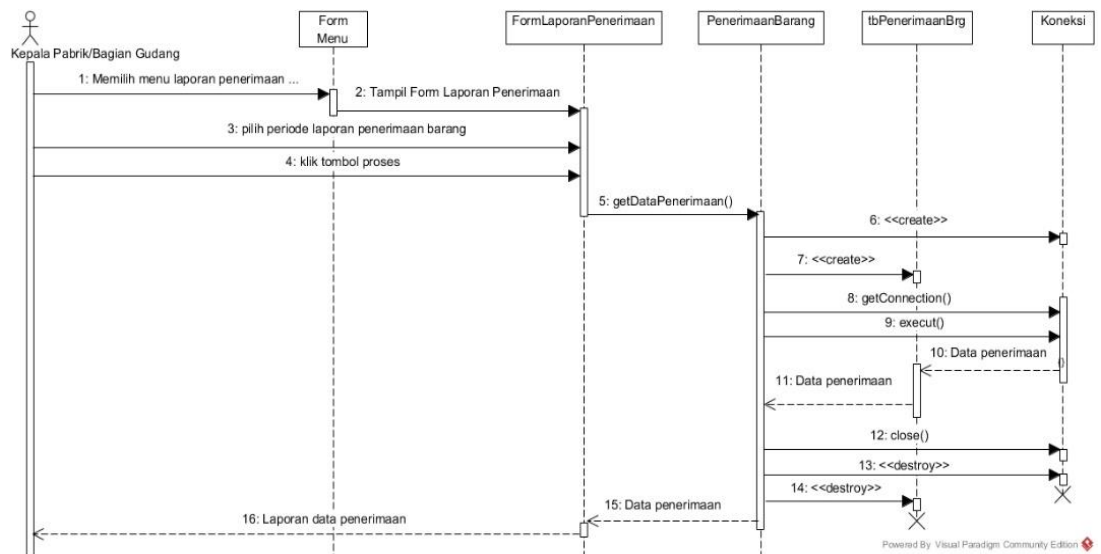 Form
Menu
FormLaporanPenerimaan
PenerimaanBarang
tbPenerimaanBrg
Koneksi
Kepala Pabrik/Bagian Gudang
1: Memilih menu laporan penerimaan ...
2: Tampil Form Laporan Penerimaan
3: pilih periode laporan penerimaan barang
4: klik tombol proses
5: getDataPenerimaan()
6: <<create>>
7: <<create>>
8: getConnection()
9: execut()
10: Data penerimaan
()
11: Data penerimaan
12: close()
13: <<destroy>>
14: <<destroy>>
15: Data penerimaan
16: Laporan data penerimaan
Powered By Visual Paradigm Community Edition